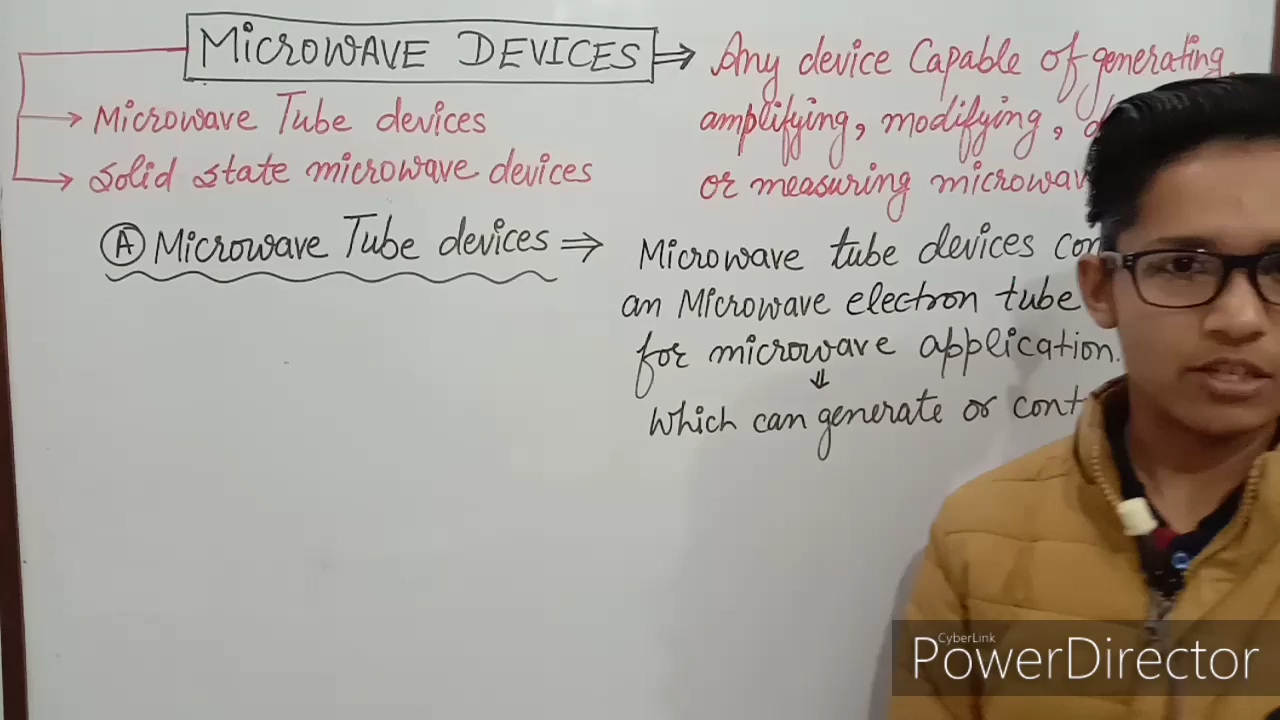 MICROWAVE DEVICES ⇒ Any device Capable of generating
→ Microwave Tube devices
amplifying, modifying,
→ Solid state microwave devices
or measuring
Ⓐ Microwave Tube devices ⇒ Microwave tube devices
an Microwave electron tube
for microwave application.
⇓
Which can generate or
CyberLink
PowerDirector